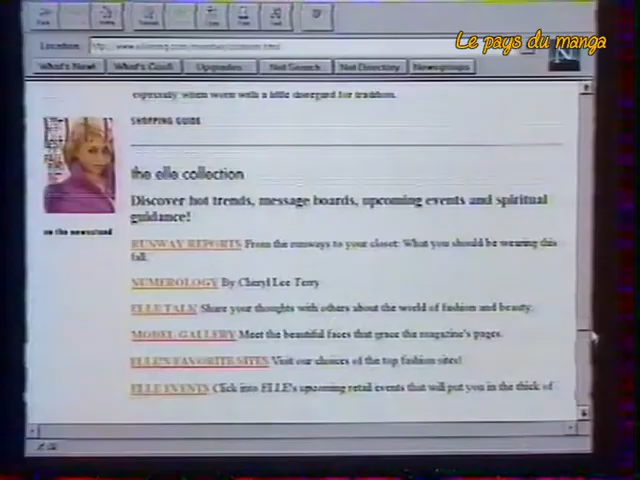 Le pays du manga
Location:
What's New!
What's Cool!
Upgrades
Net Search
Net Directory
Newsgroups
especially when worn with a little disregard for tradition.
SHOPPING GUIDE
the elle collection
Discover hot trends, message boards, upcoming events and spiritual
guidance!
on the newsstand
RUNWAY REPORTS From the runways to your closet: What you should be wearing this
fall.
NUMEROLOGY By Cheryl Lee Terry
ELLE TALK Share your thoughts with others about the world of fashion and beauty.
MODEL GALLERY Meet the beautiful faces that grace the magazine's pages.
ELLE'S FAVORITE SITES Visit our choices of the top fashion sites!
ELLE EVENTS Click into ELLE's upcoming retail events that will put you in the thick of